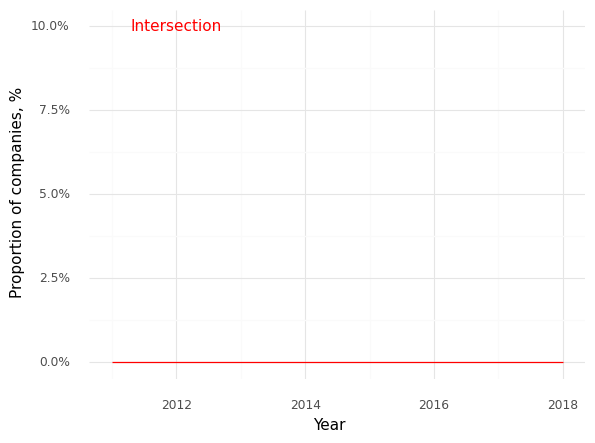 Intersection
10.0%
7.5%
5.0%
2.5%
0.0%
Proportion of companies, %
2012 2014 2016 2018
Year